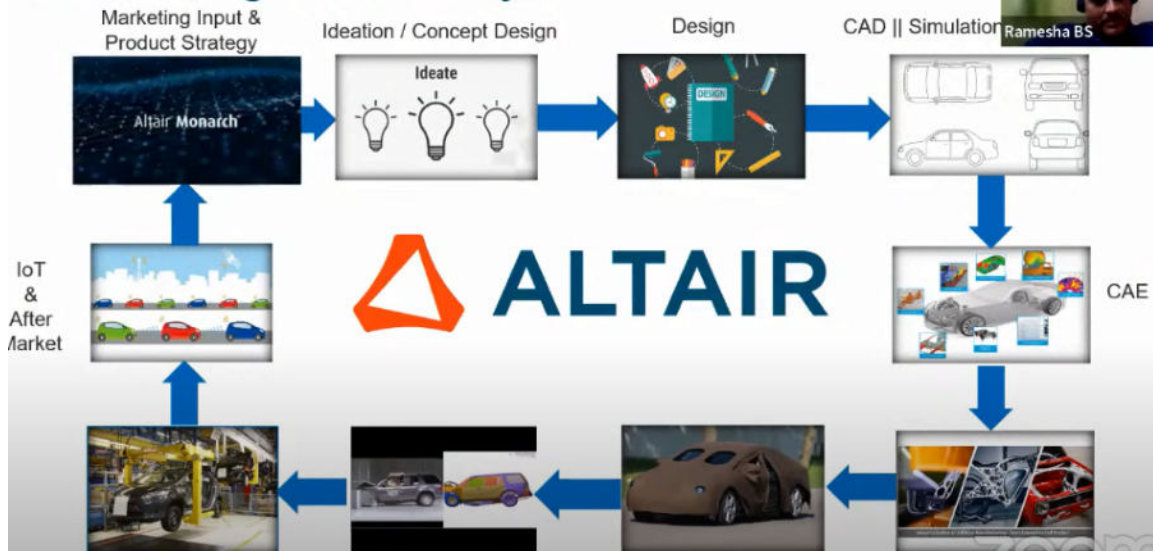 Marketing Input &
Product Strategy
Ideation / Concept Design
Design
CAD || Simulation
Ramesha BS
Altair Monarch
Ideate
DESIGN
IoT
&
After
Market
ALTAIR
CAE
zoom